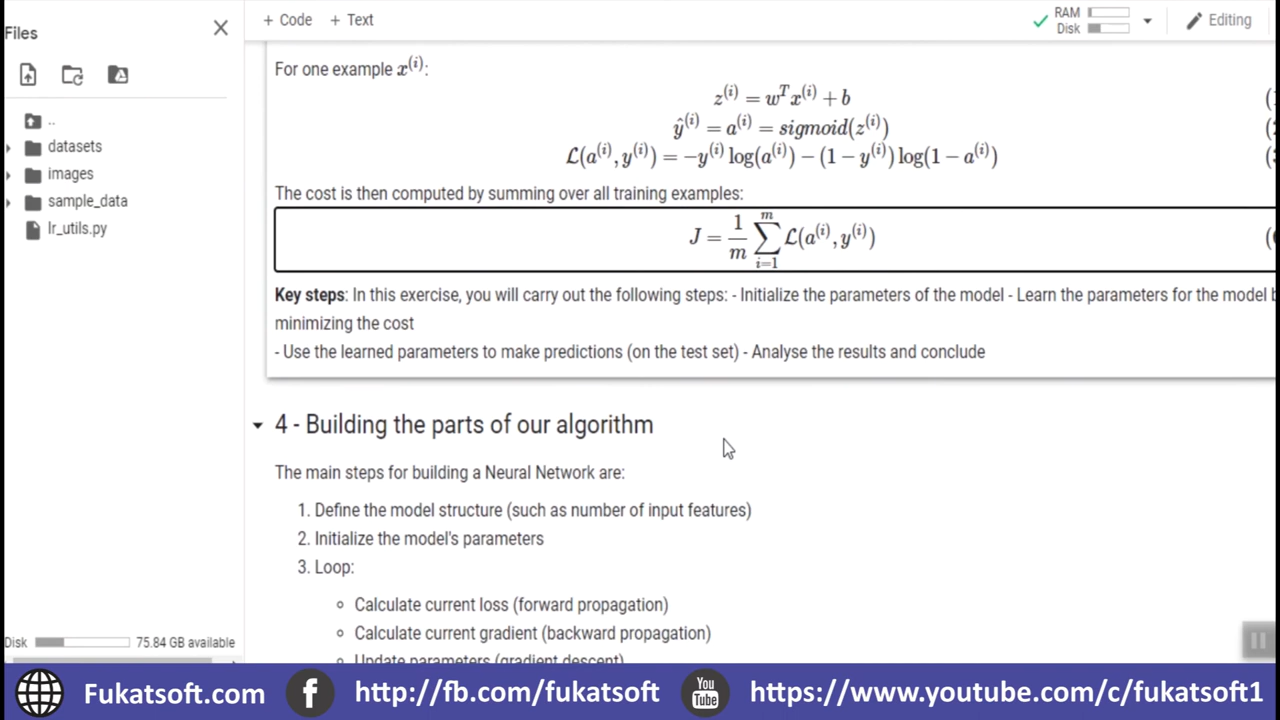 Files
+ Code + Text
RAM
Disk
Editing
..
datasets
images
sample_data
lr_utils.py
Disk 75.84 GB available
For one example x^(i):
z^(i) = w^T x^(i) + b
ŷ^(i) = a^(i) = sigmoid(z^(i))
ℒ(a^(i), y^(i)) = −y^(i) log(a^(i)) − (1 − y^(i)) log(1 − a^(i))
The cost is then computed by summing over all training examples:
J = 1/m ∑_{i=1}^{m} ℒ(a^(i), y^(i))
Key steps: In this exercise, you will carry out the following steps: - Initialize the parameters of the model - Learn the parameters for the model
minimizing the cost
- Use the learned parameters to make predictions (on the test set) - Analyse the results and conclude
4 - Building the parts of our algorithm
The main steps for building a Neural Network are:
1. Define the model structure (such as number of input features)
2. Initialize the model's parameters
3. Loop:
Calculate current loss (forward propagation)
Calculate current gradient (backward propagation)
Update parameters (gradient descent)
Fukatsoft.com
http://fb.com/fukatsoft
You Tube
https://www.youtube.com/c/fukatsoft1